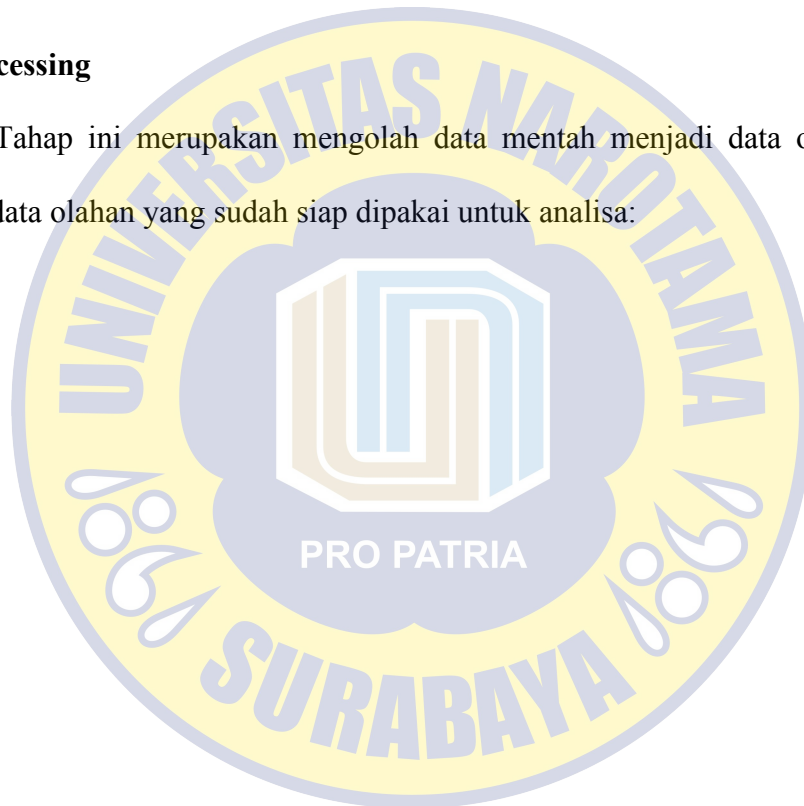 cessing
Tahap ini merupakan mengolah data mentah menjadi data o
data olahan yang sudah siap dipakai untuk analisa:
UNIVERSITAS NAROTAMA
PRO PATRIA
SURABAYA